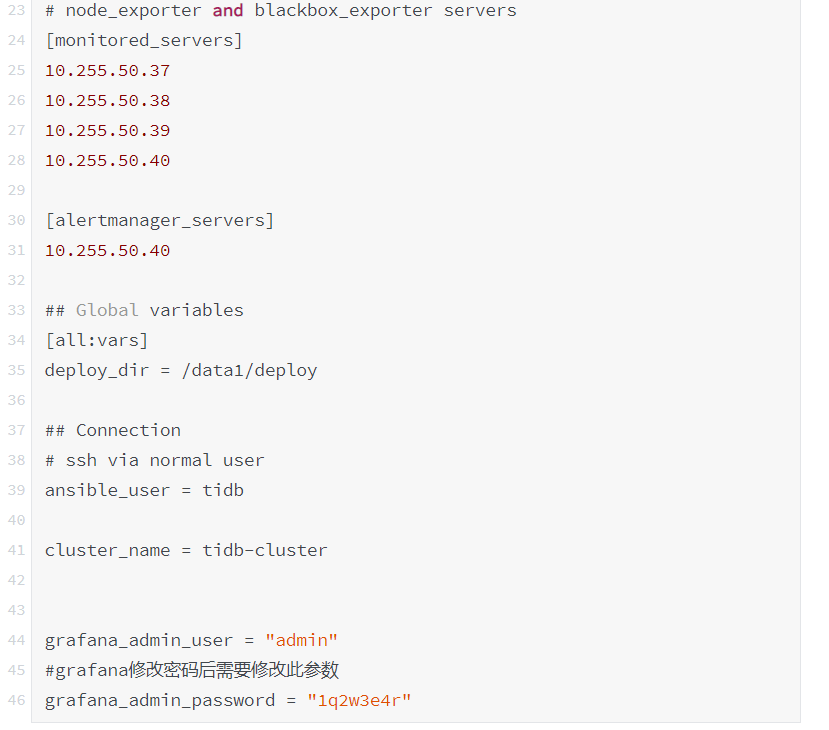 23 # node_exporter and blackbox_exporter servers
24 [monitored_servers]
25 10.255.50.37
26 10.255.50.38
27 10.255.50.39
28 10.255.50.40
29
30 [alertmanager_servers]
31 10.255.50.40
32
33 ## Global variables
34 [all:vars]
35 deploy_dir = /data1/deploy
36
37 ## Connection
38 # ssh via normal user
39 ansible_user = tidb
40
41 cluster_name = tidb-cluster
42
43
44 grafana_admin_user = "admin"
45 #grafana修改密码后需要修改此参数
46 grafana_admin_password = "1q2w3e4r"